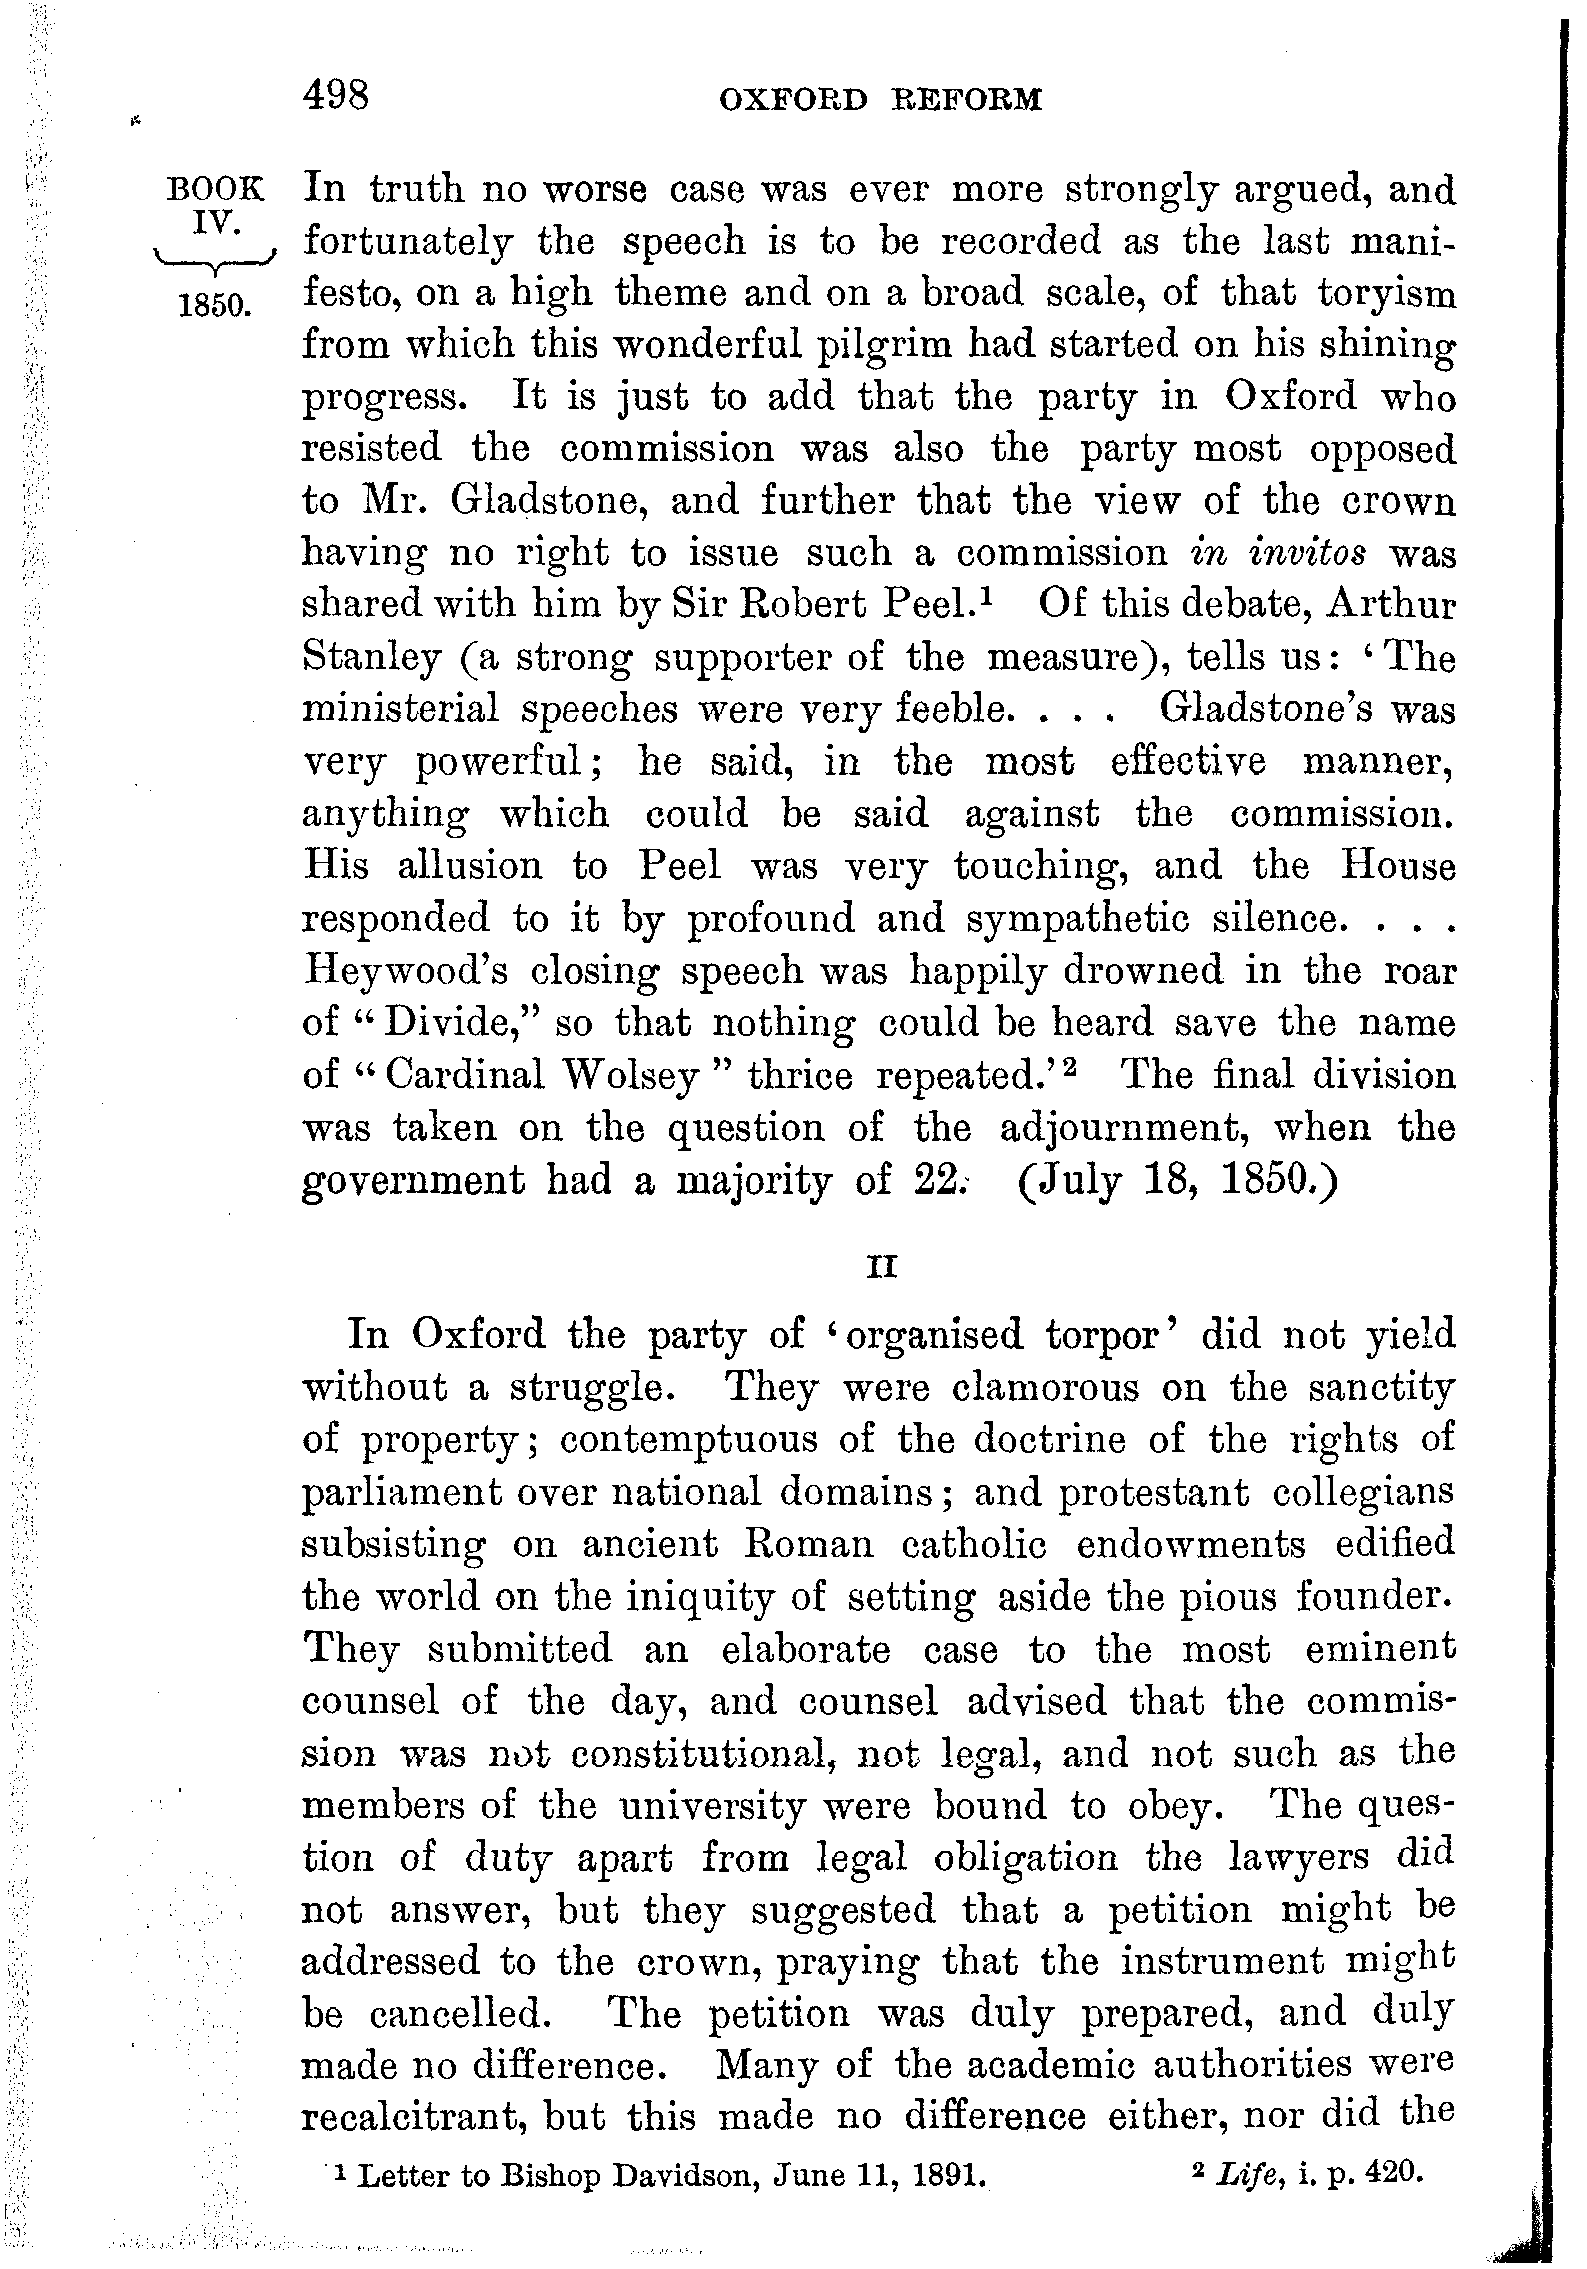 498 OXFORD REFORM
BOOK IV. 1850.
In truth no worse case was ever more strongly argued, and
fortunately the speech is to be recorded as the last mani-
festo, on a high theme and on a broad scale, of that toryism
from which this wonderful pilgrim had started on his shining
progress. It is just to add that the party in Oxford who
resisted the commission was also the party most opposed
to Mr. Gladstone, and further that the view of the crown
having no right to issue such a commission in invitos was
shared with him by Sir Robert Peel.¹ Of this debate, Arthur
Stanley (a strong supporter of the measure), tells us: ‘The
ministerial speeches were very feeble. . . . Gladstone’s was
very powerful; he said, in the most effective manner,
anything which could be said against the commission.
His allusion to Peel was very touching, and the House
responded to it by profound and sympathetic silence. . . .
Heywood’s closing speech was happily drowned in the roar
of “Divide,” so that nothing could be heard save the name
of “Cardinal Wolsey” thrice repeated.’² The final division
was taken on the question of the adjournment, when the
government had a majority of 22. (July 18, 1850.)
II
In Oxford the party of ‘organised torpor’ did not yield
without a struggle. They were clamorous on the sanctity
of property; contemptuous of the doctrine of the rights of
parliament over national domains; and protestant collegians
subsisting on ancient Roman catholic endowments edified
the world on the iniquity of setting aside the pious founder.
They submitted an elaborate case to the most eminent
counsel of the day, and counsel advised that the commis-
sion was not constitutional, not legal, and not such as the
members of the university were bound to obey. The ques-
tion of duty apart from legal obligation the lawyers did
not answer, but they suggested that a petition might be
addressed to the crown, praying that the instrument might
be cancelled. The petition was duly prepared, and duly
made no difference. Many of the academic authorities were
recalcitrant, but this made no difference either, nor did the
¹ Letter to Bishop Davidson, June 11, 1891. ² Life, i. p. 420.